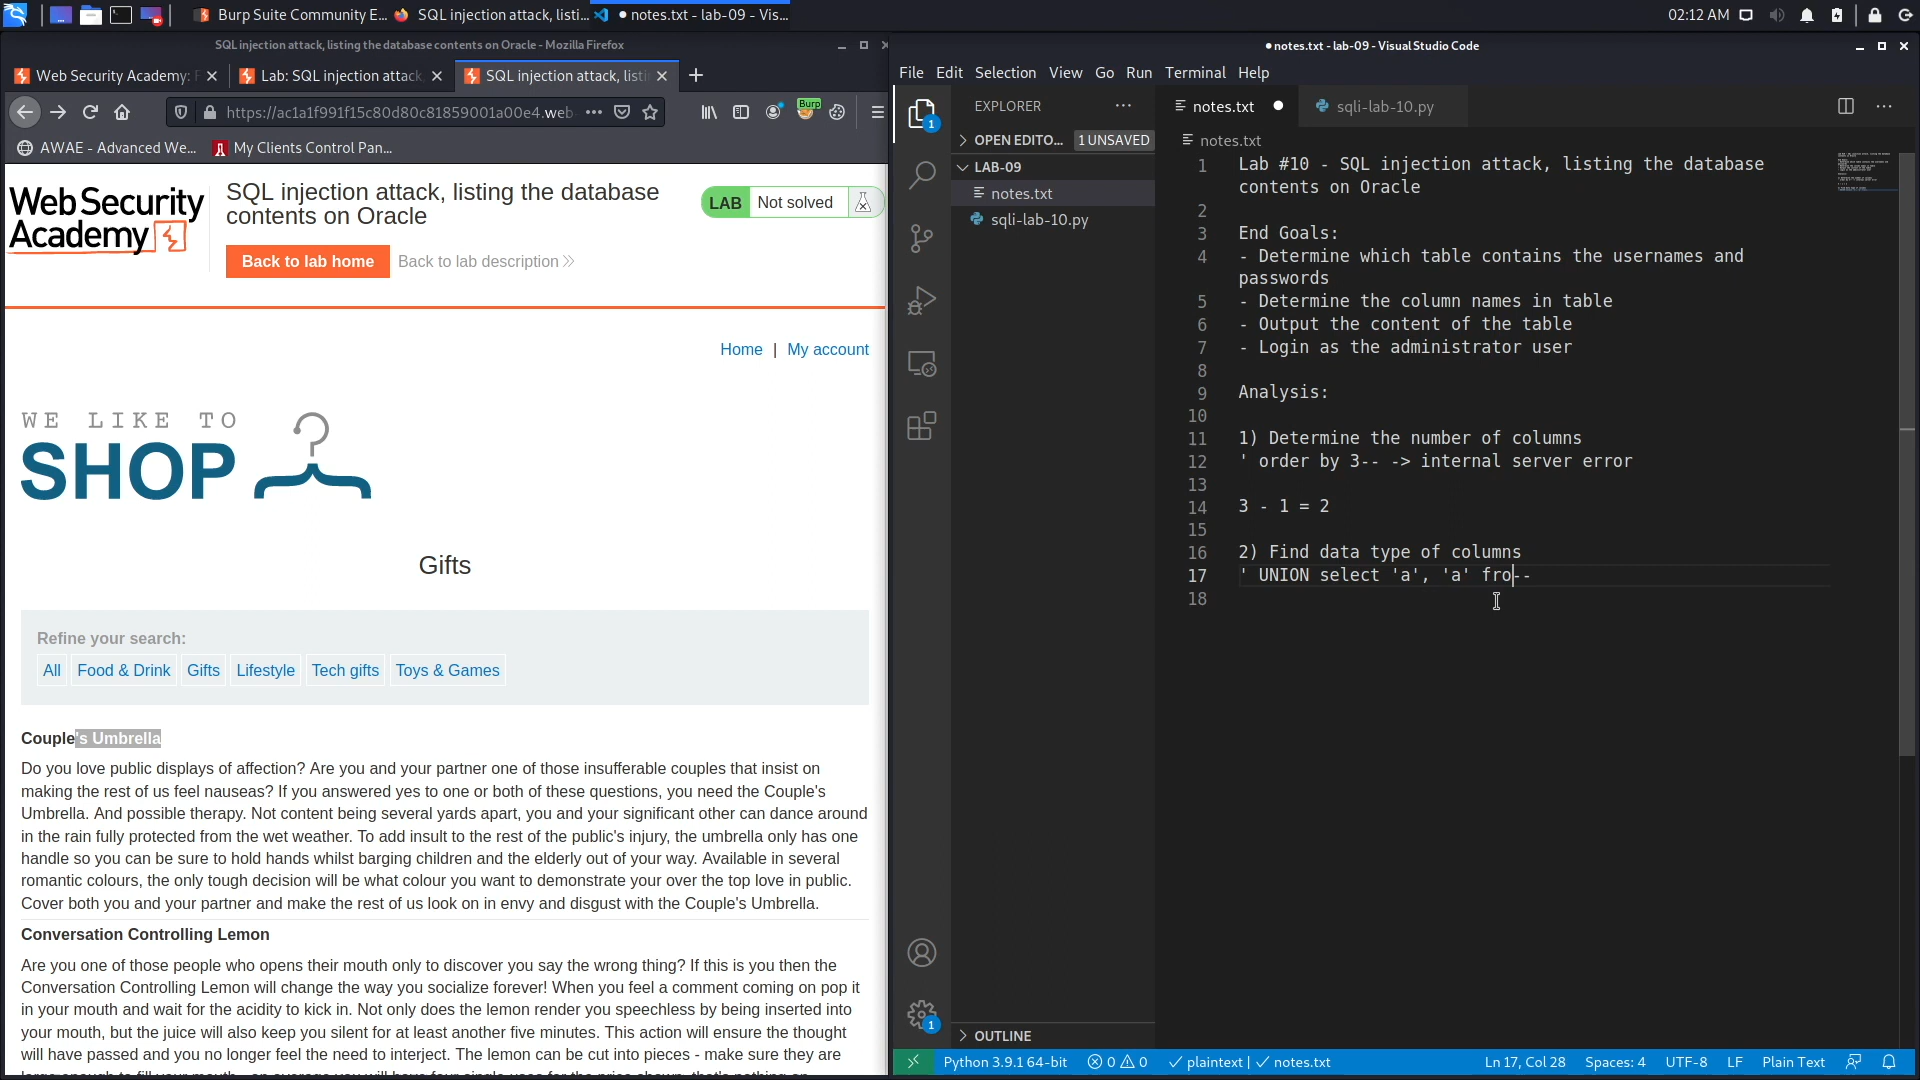 Burp Suite Community E...
SQL injection attack, listi...
● notes.txt - lab-09 - Vis...
02:12 AM
SQL injection attack, listing the database contents on Oracle - Mozilla Firefox
Web Security Academy: F
Lab: SQL injection attack
SQL injection attack, listi
https://ac1a1f991f15c80d80c81859001a00e4.web
Burp
AWAE - Advanced We...
My Clients Control Pan...
Web Security Academy
SQL injection attack, listing the database
contents on Oracle
LAB Not solved
Back to lab home
Back to lab description
Home | My account
WE LIKE TO
SHOP
Gifts
Refine your search:
All Food & Drink Gifts Lifestyle Tech gifts Toys & Games
Couple's Umbrella
Do you love public displays of affection? Are you and your partner one of those insufferable couples that insist on
making the rest of us feel nauseas? If you answered yes to one or both of these questions, you need the Couple's
Umbrella. And possible therapy. Not content being several yards apart, you and your significant other can dance around
in the rain fully protected from the wet weather. To add insult to the rest of the public's injury, the umbrella only has one
handle so you can be sure to hold hands whilst barging children and the elderly out of your way. Available in several
romantic colours, the only tough decision will be what colour you want to demonstrate your over the top love in public.
Cover both you and your partner and make the rest of us look on in envy and disgust with the Couple's Umbrella.
Conversation Controlling Lemon
Are you one of those people who opens their mouth only to discover you say the wrong thing? If this is you then the
Conversation Controlling Lemon will change the way you socialize forever! When you feel a comment coming on pop it
in your mouth and wait for the acidity to kick in. Not only does the lemon render you speechless by being inserted into
your mouth, but the juice will also keep you silent for at least another five minutes. This action will ensure the thought
will have passed and you no longer feel the need to interject. The lemon can be cut into pieces - make sure they are
● notes.txt - lab-09 - Visual Studio Code
File Edit Selection View Go Run Terminal Help
EXPLORER
OPEN EDITO... 1 UNSAVED
LAB-09
notes.txt
sqli-lab-10.py
OUTLINE
1
1
notes.txt ●
sqli-lab-10.py
notes.txt
1 Lab #10 - SQL injection attack, listing the database
contents on Oracle
2
3 End Goals:
4 - Determine which table contains the usernames and
passwords
5 - Determine the column names in table
6 - Output the content of the table
7 - Login as the administrator user
8
9 Analysis:
10
11 1) Determine the number of columns
12 ' order by 3-- -> internal server error
13
14 3 - 1 = 2
15
16 2) Find data type of columns
17 ' UNION select 'a', 'a' fro--
18
Python 3.9.1 64-bit 0 0 ✓ plaintext | ✓ notes.txt Ln 17, Col 28 Spaces: 4 UTF-8 LF Plain Text